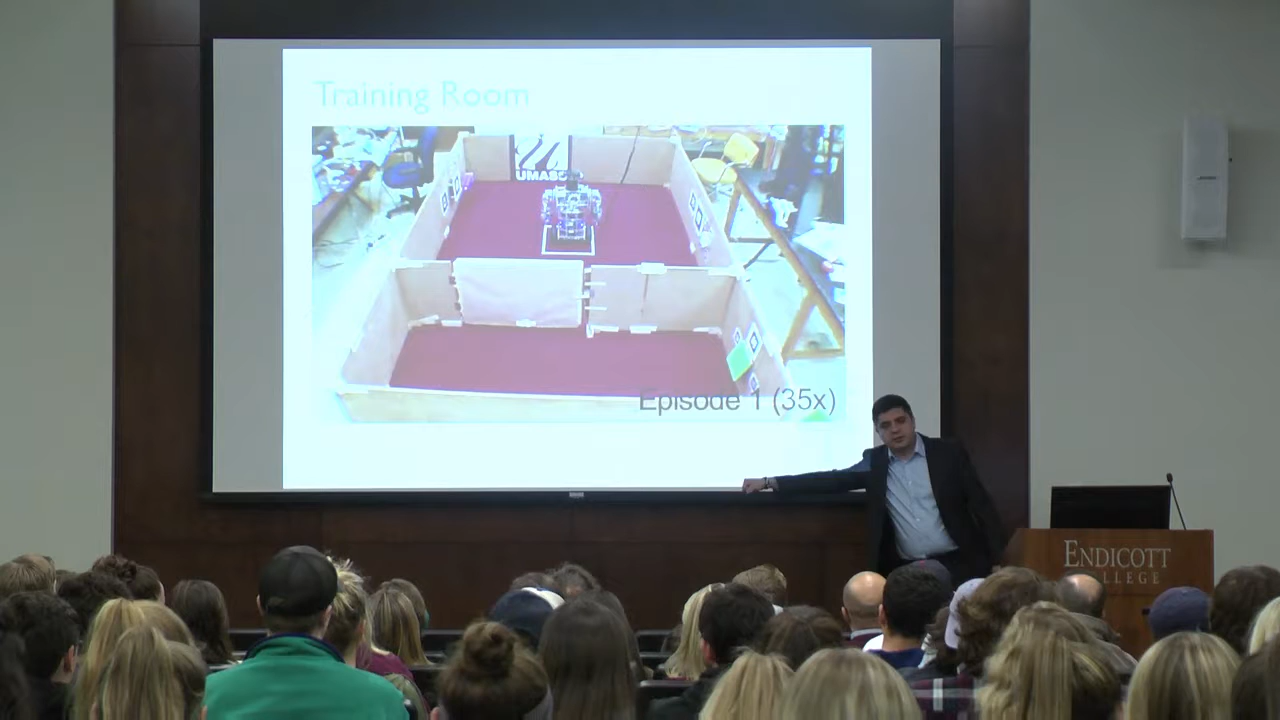 Training Room
UMASS
Episode 1 (35x)
ENDICOTT
COLLEGE